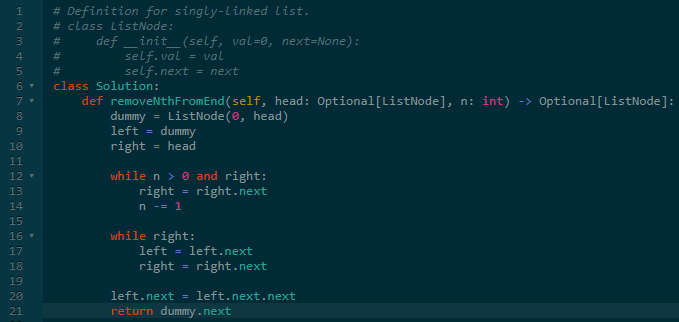 1 # Definition for singly-linked list.
2 # class ListNode:
3 #     def __init__(self, val=0, next=None):
4 #         self.val = val
5 #         self.next = next
6 class Solution:
7     def removeNthFromEnd(self, head: Optional[ListNode], n: int) -> Optional[ListNode]:
8         dummy = ListNode(0, head)
9         left = dummy
10         right = head
11
12         while n > 0 and right:
13             right = right.next
14             n -= 1
15
16         while right:
17             left = left.next
18             right = right.next
19
20         left.next = left.next.next
21         return dummy.next